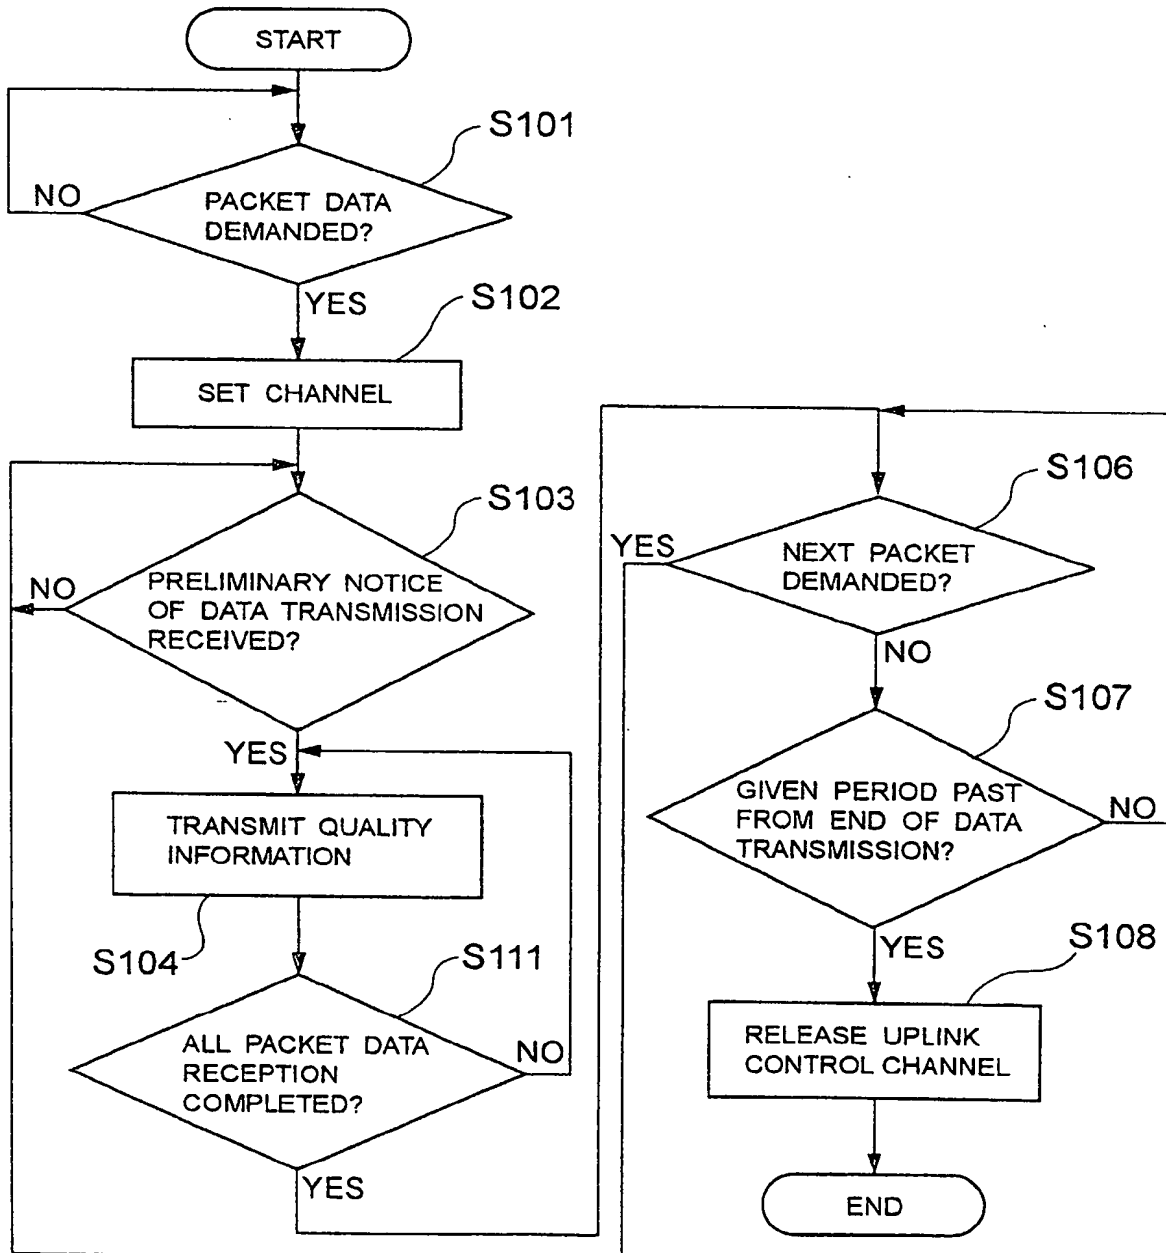 START
S101
NO
PACKET DATA
DEMANDED?
YES
S102
SET CHANNEL
S103
NO
PRELIMINARY NOTICE
OF DATA TRANSMISSION
RECEIVED?
YES
TRANSMIT QUALITY
INFORMATION
S104
S111
ALL PACKET DATA
RECEPTION
COMPLETED?
NO
YES
S106
YES
NEXT PACKET
DEMANDED?
NO
S107
GIVEN PERIOD PAST
FROM END OF DATA
TRANSMISSION?
NO
YES
S108
RELEASE UPLINK
CONTROL CHANNEL
END